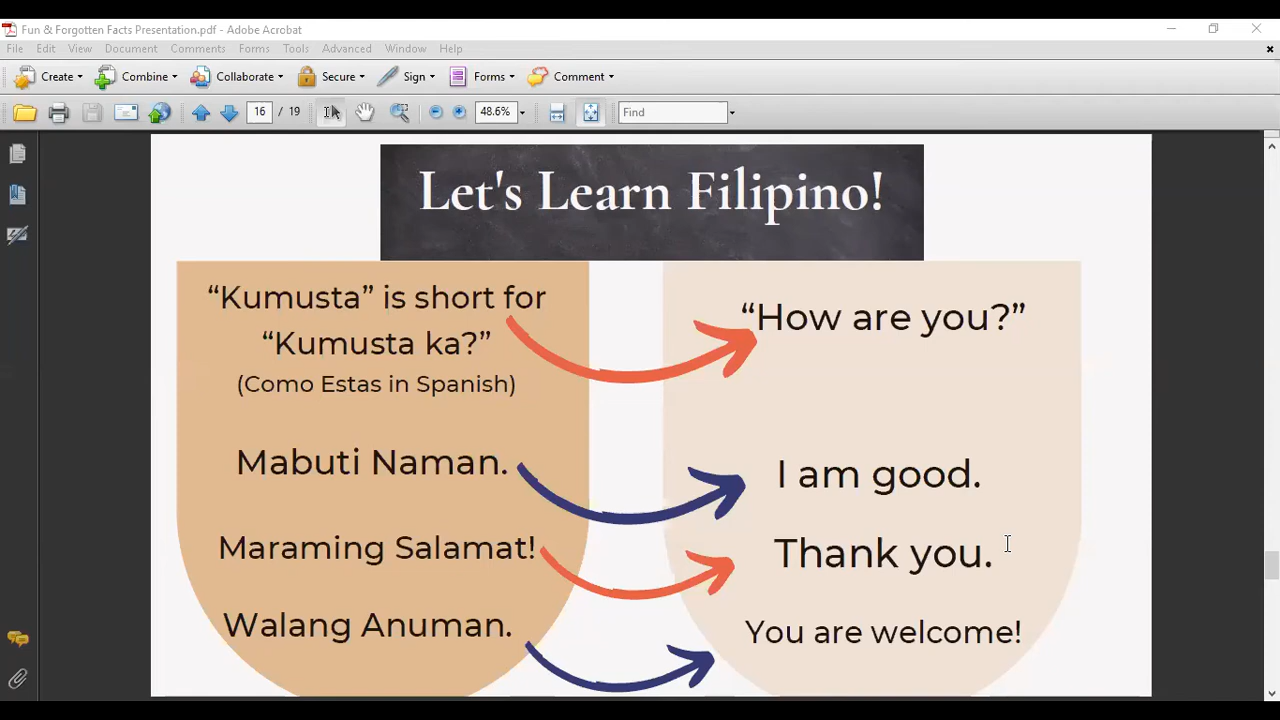 Fun & Forgotten Facts Presentation.pdf - Adobe Acrobat
File Edit View Document Comments Forms Tools Advanced Window Help
Create Combine Collaborate Secure Sign Forms Comment
16 / 19 48.6% Find
Let's Learn Filipino!
“Kumusta” is short for
“Kumusta ka?”
(Como Estas in Spanish)
“How are you?”
Mabuti Naman.
I am good.
Maraming Salamat!
Thank you.
Walang Anuman.
You are welcome!